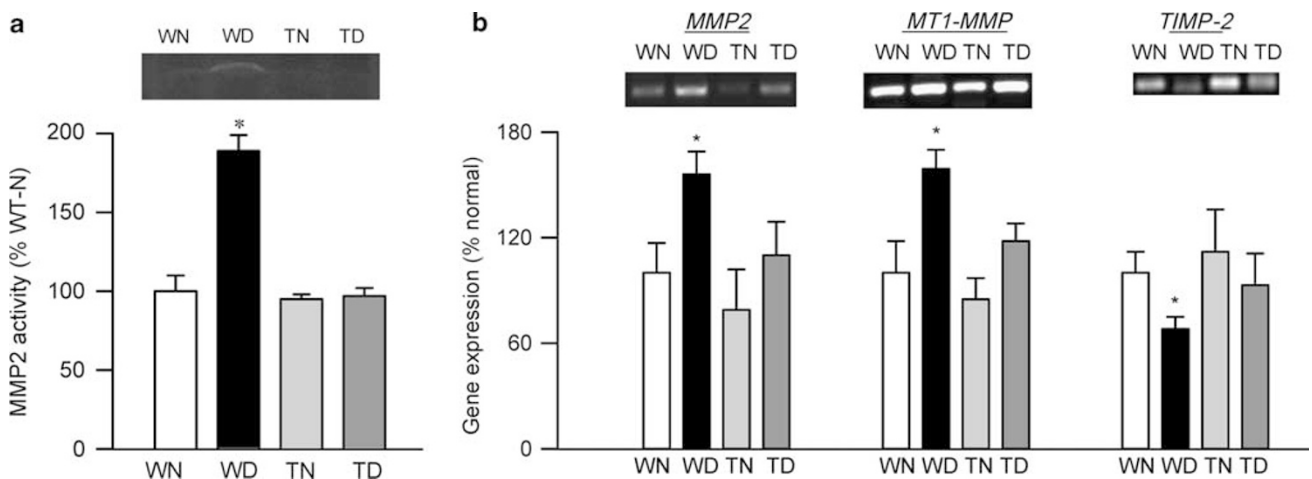 a
WN WD TN TD
MMP2 activity (% WT-N)
200
150
100
50
0
*
WN WD TN TD
b
MMP2 MT1-MMP TIMP-2
WN WD TN TD WN WD TN TD WN WD TN TD
Gene expression (% normal)
180
120
60
0
* * *
WN WD TN TD WN WD TN TD WN WD TN TD